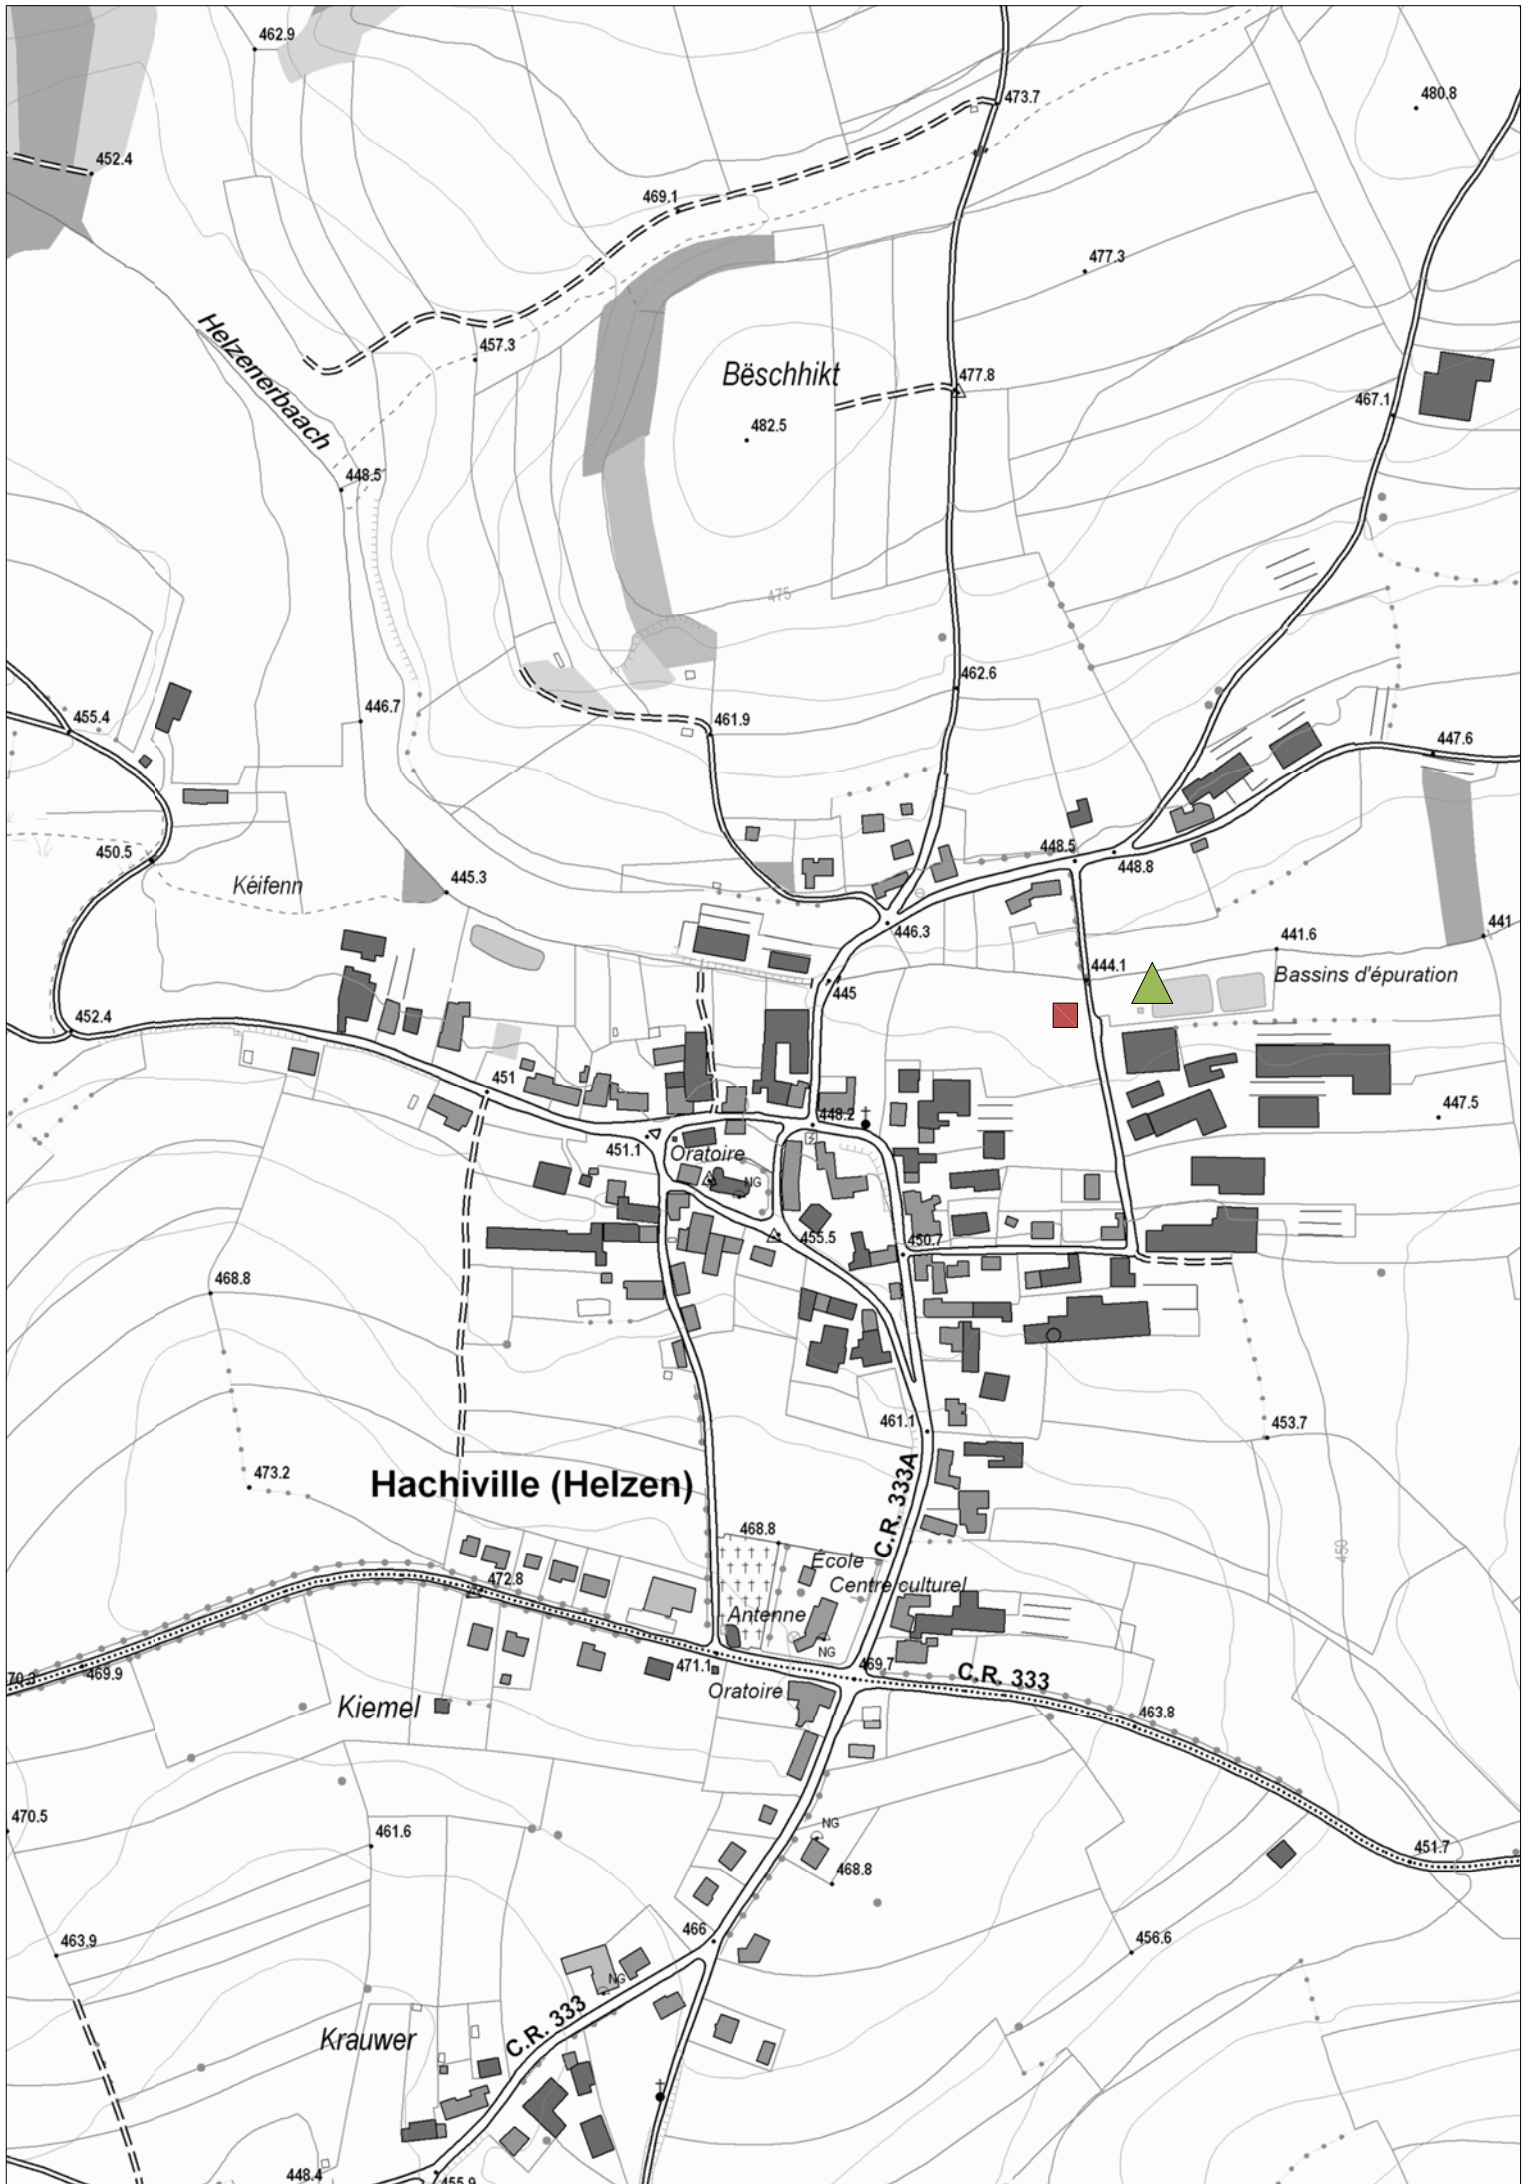 462.9
473.7
480.8
452.4
469.1
477.3
Helzenerbaach
457.3
Bëschhikt
477.8
467.1
482.5
448.5
475
462.6
455.4
446.7
461.9
447.6
450.5
448.5
448.8
Kéifenn
445.3
446.3
441
441.6
444.1
Bassins d'épuration
445
452.4
451
448.2
447.5
451.1
Oratoire
NG
455.5
450.7
468.8
461.1
453.7
473.2
Hachiville (Helzen)
C.R. 333A
468.8
École
450
472.8
Centre culturel
Antenne
NG
471.1
469.7
C.R. 333
70.3
469.9
Oratoire
Kiemel
463.8
470.5
461.6
NG
451.7
468.8
466
463.9
456.6
NG
C.R. 333
Krauwer
448.4
455.9